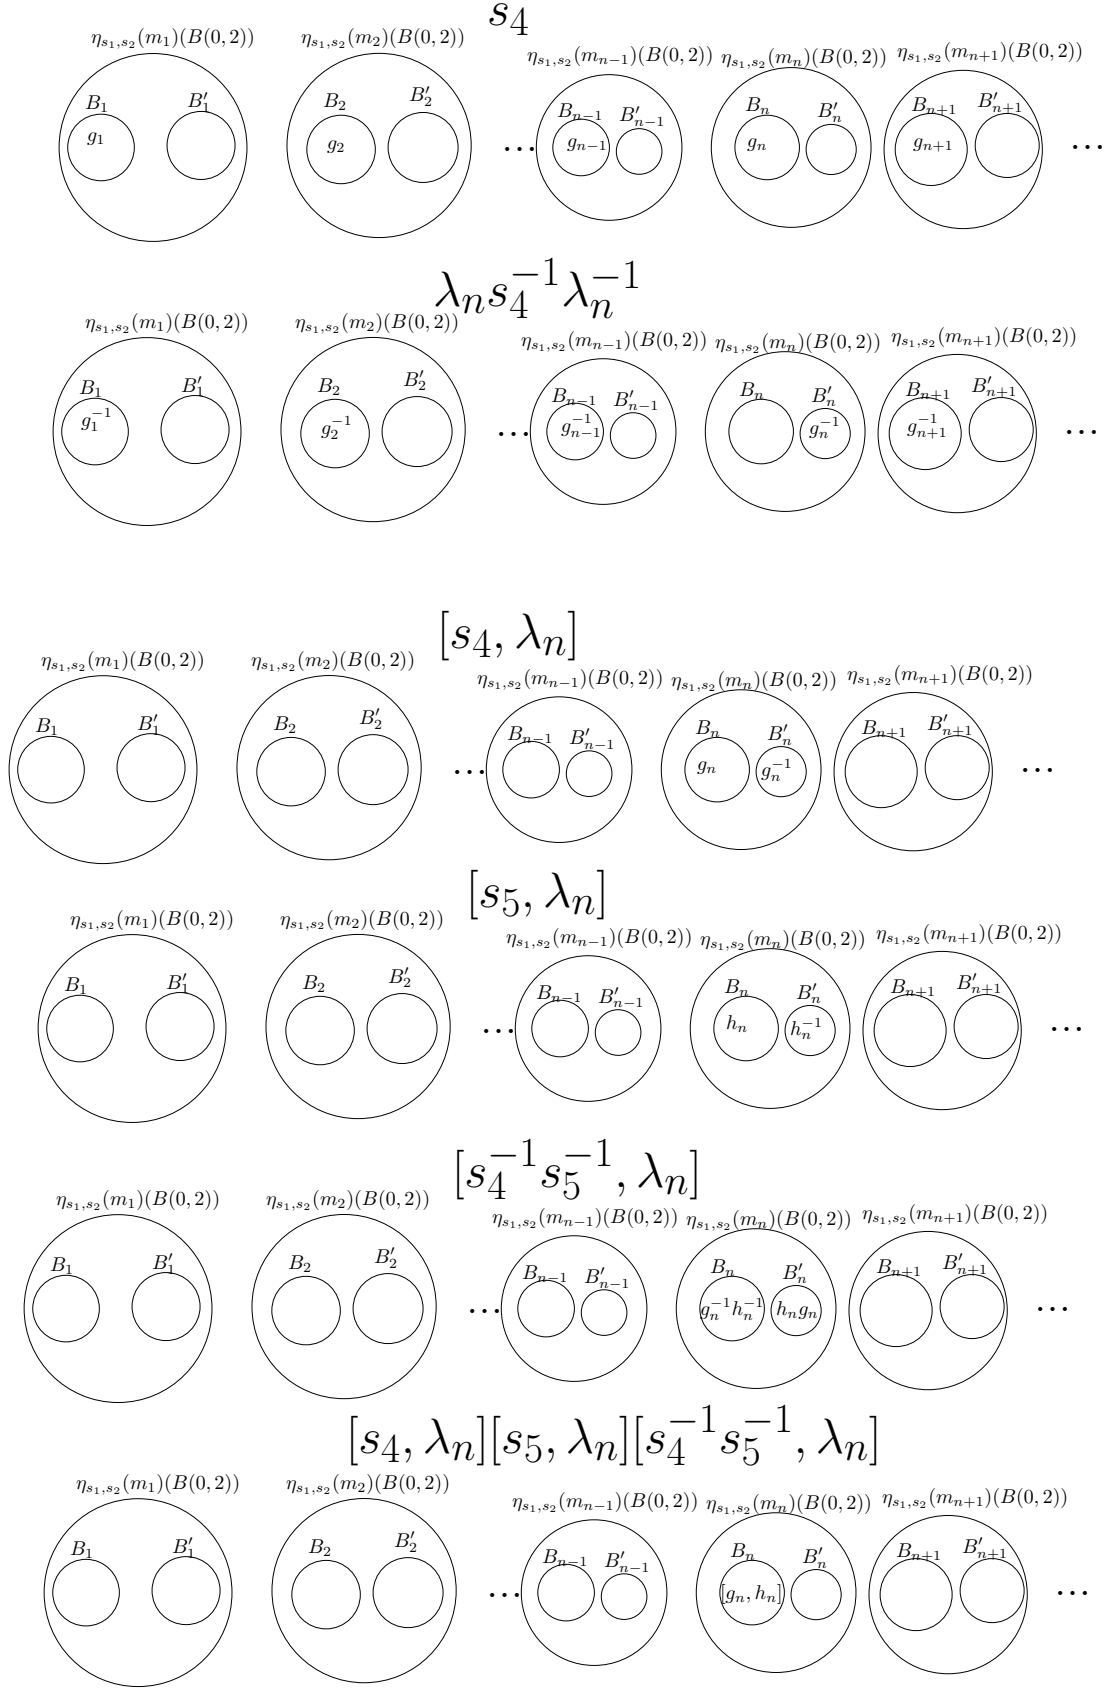 s_4
η_{s_1,s_2}(m_1)(B(0,2)) η_{s_1,s_2}(m_2)(B(0,2)) η_{s_1,s_2}(m_{n−1})(B(0,2)) η_{s_1,s_2}(m_n)(B(0,2)) η_{s_1,s_2}(m_{n+1})(B(0,2))
B_1 B'_1 B_2 B'_2 B_{n−1} B'_{n−1} B_n B'_n B_{n+1} B'_{n+1}
g_1 g_2 ... g_{n−1} g_n g_{n+1} ...
λ_n s_4^{−1} λ_n^{−1}
η_{s_1,s_2}(m_1)(B(0,2)) η_{s_1,s_2}(m_2)(B(0,2)) η_{s_1,s_2}(m_{n−1})(B(0,2)) η_{s_1,s_2}(m_n)(B(0,2)) η_{s_1,s_2}(m_{n+1})(B(0,2))
B_1 B'_1 B_2 B'_2 B_{n−1} B'_{n−1} B_n B'_n B_{n+1} B'_{n+1}
g_1^{−1} g_2^{−1} ... g_{n−1}^{−1} g_n^{−1} g_{n+1}^{−1} ...
[s_4, λ_n]
η_{s_1,s_2}(m_1)(B(0,2)) η_{s_1,s_2}(m_2)(B(0,2)) η_{s_1,s_2}(m_{n−1})(B(0,2)) η_{s_1,s_2}(m_n)(B(0,2)) η_{s_1,s_2}(m_{n+1})(B(0,2))
B_1 B'_1 B_2 B'_2 B_{n−1} B'_{n−1} B_n B'_n B_{n+1} B'_{n+1}
... g_n g_n^{−1} ...
[s_5, λ_n]
η_{s_1,s_2}(m_1)(B(0,2)) η_{s_1,s_2}(m_2)(B(0,2)) η_{s_1,s_2}(m_{n−1})(B(0,2)) η_{s_1,s_2}(m_n)(B(0,2)) η_{s_1,s_2}(m_{n+1})(B(0,2))
B_1 B'_1 B_2 B'_2 B_{n−1} B'_{n−1} B_n B'_n B_{n+1} B'_{n+1}
... h_n h_n^{−1} ...
[s_4^{−1} s_5^{−1}, λ_n]
η_{s_1,s_2}(m_1)(B(0,2)) η_{s_1,s_2}(m_2)(B(0,2)) η_{s_1,s_2}(m_{n−1})(B(0,2)) η_{s_1,s_2}(m_n)(B(0,2)) η_{s_1,s_2}(m_{n+1})(B(0,2))
B_1 B'_1 B_2 B'_2 B_{n−1} B'_{n−1} B_n B'_n B_{n+1} B'_{n+1}
... g_n^{−1} h_n^{−1} h_n g_n ...
[s_4, λ_n][s_5, λ_n][s_4^{−1} s_5^{−1}, λ_n]
η_{s_1,s_2}(m_1)(B(0,2)) η_{s_1,s_2}(m_2)(B(0,2)) η_{s_1,s_2}(m_{n−1})(B(0,2)) η_{s_1,s_2}(m_n)(B(0,2)) η_{s_1,s_2}(m_{n+1})(B(0,2))
B_1 B'_1 B_2 B'_2 B_{n−1} B'_{n−1} B_n B'_n B_{n+1} B'_{n+1}
... [g_n, h_n] ...